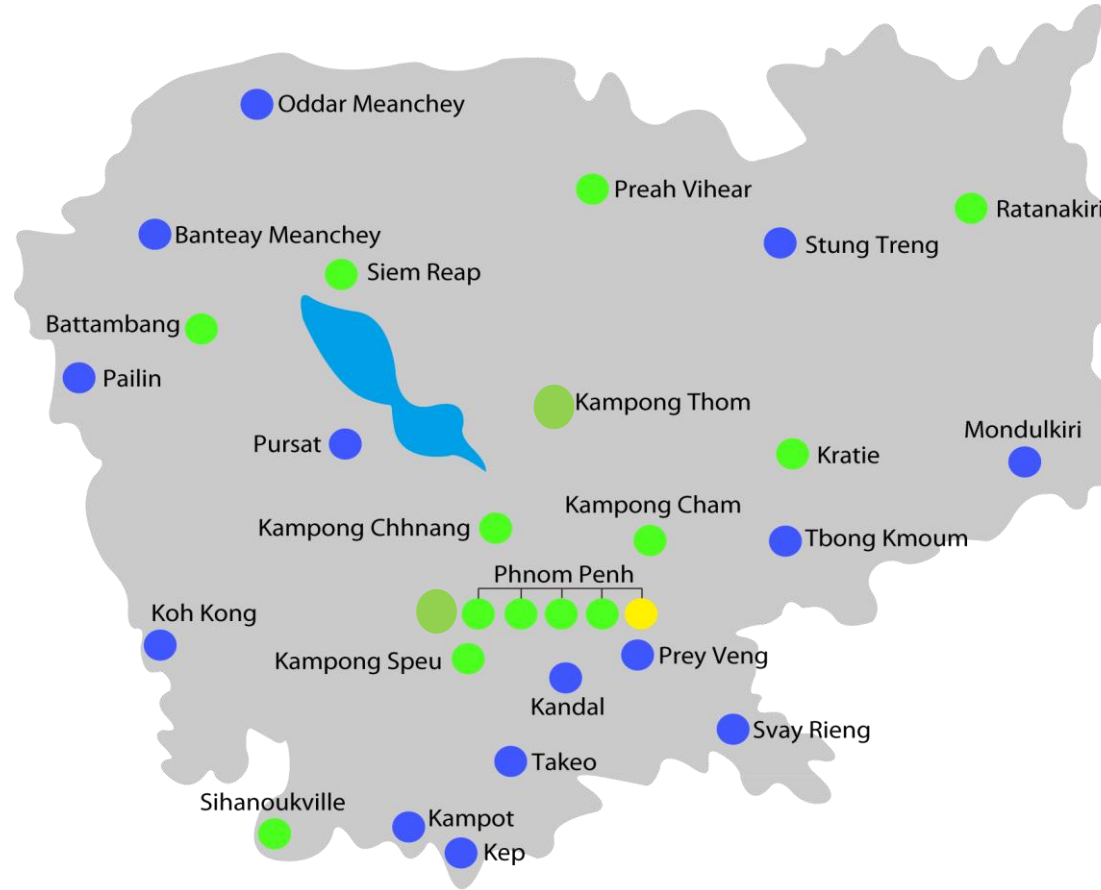 Oddar Meanchey
Preah Vihear
Ratanakiri
Banteay Meanchey
Stung Treng
Siem Reap
Battambang
Pailin
Kampong Thom
Mondulkiri
Pursat
Kratie
Kampong Cham
Kampong Chhnang
Tbong Kmoum
Phnom Penh
Koh Kong
Kampong Speu
Prey Veng
Kandal
Svay Rieng
Takeo
Sihanoukville
Kampot
Kep